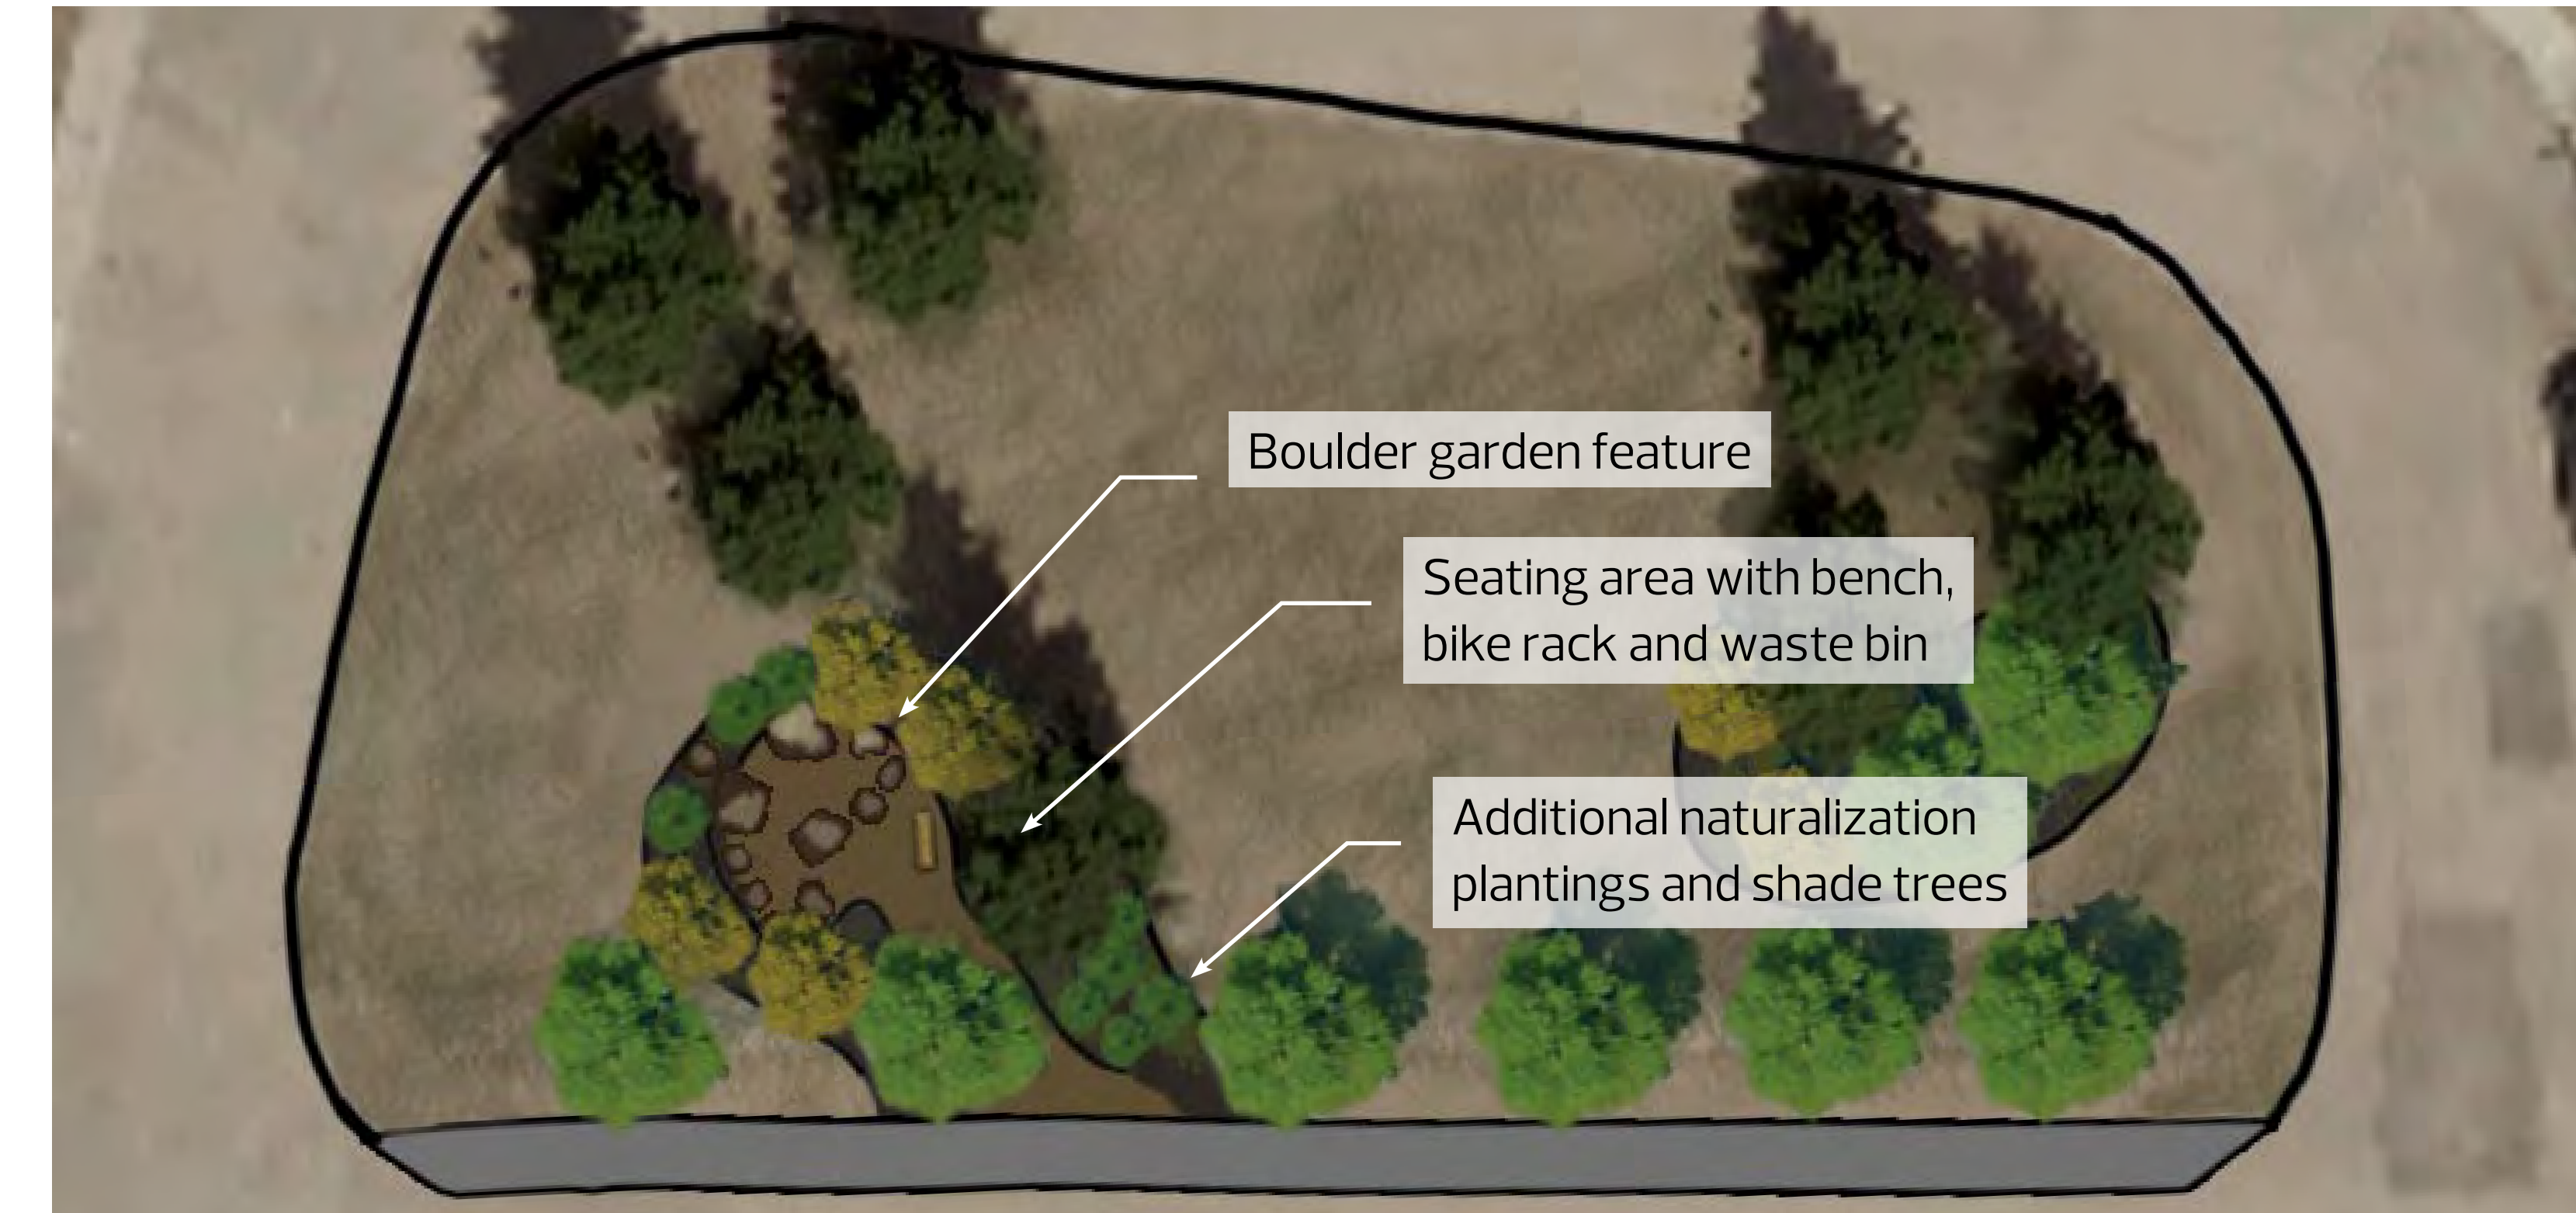 Boulder garden feature
Seating area with bench,
bike rack and waste bin
Additional naturalization
plantings and shade trees